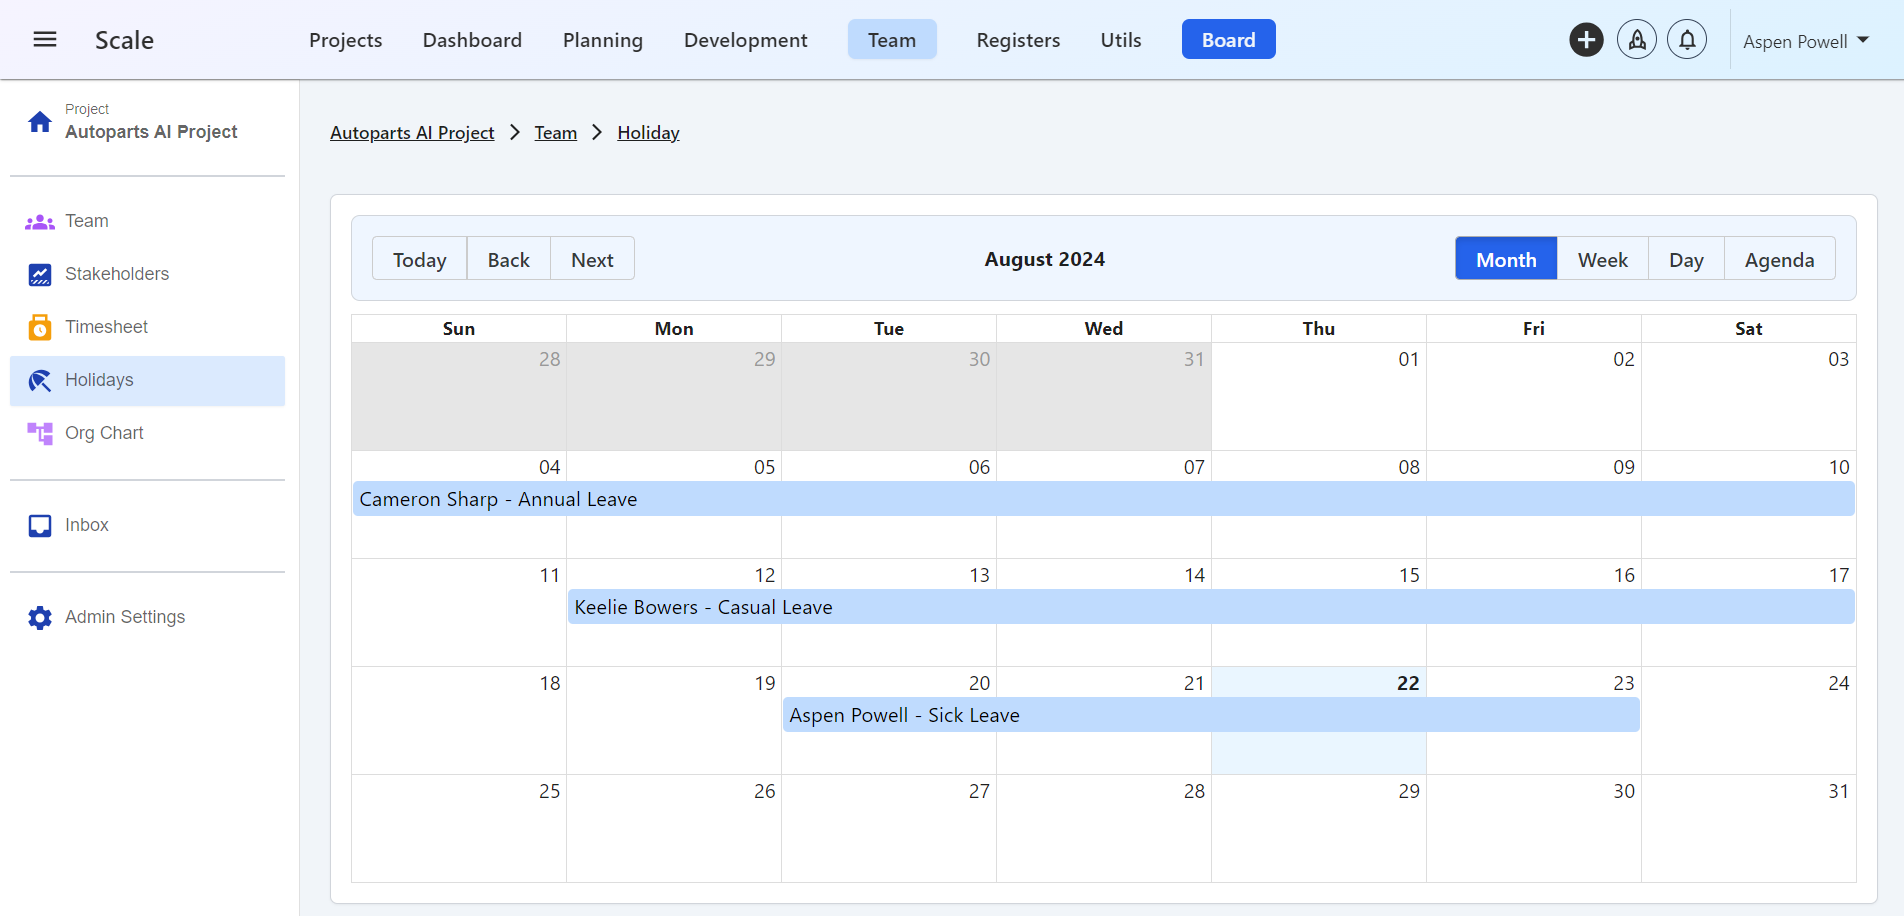 Scale
Projects Dashboard Planning Development Team Registers Utils Board
Aspen Powell
Project
Autoparts AI Project
Team
Stakeholders
Timesheet
Holidays
Org Chart
Inbox
Admin Settings
Autoparts AI Project Team Holiday
Today Back Next
August 2024
Month Week Day Agenda
Sun Mon Tue Wed Thu Fri Sat
28 29 30 31 01 02 03
04 05 06 07 08 09 10
Cameron Sharp - Annual Leave
11 12 13 14 15 16 17
Keelie Bowers - Casual Leave
18 19 20 21 22 23 24
Aspen Powell - Sick Leave
25 26 27 28 29 30 31